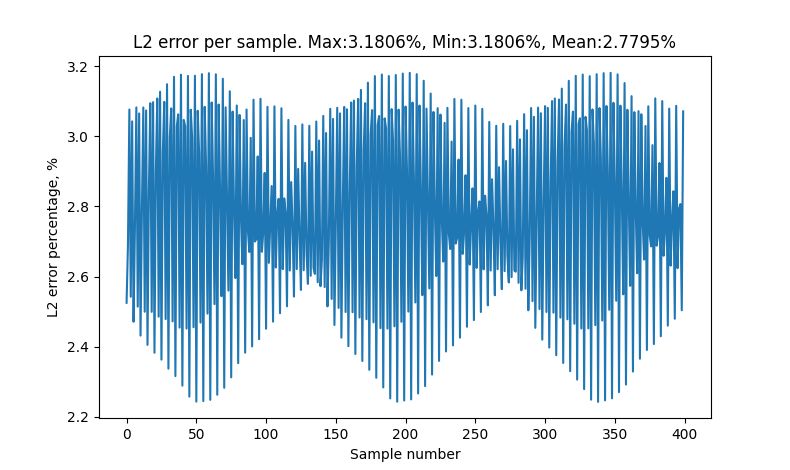 L2 error per sample. Max:3.1806%, Min:3.1806%, Mean:2.7795%
L2 error percentage, %
3.2
3.0
2.8
2.6
2.4
2.2
0 50 100 150 200 250 300 350 400
Sample number